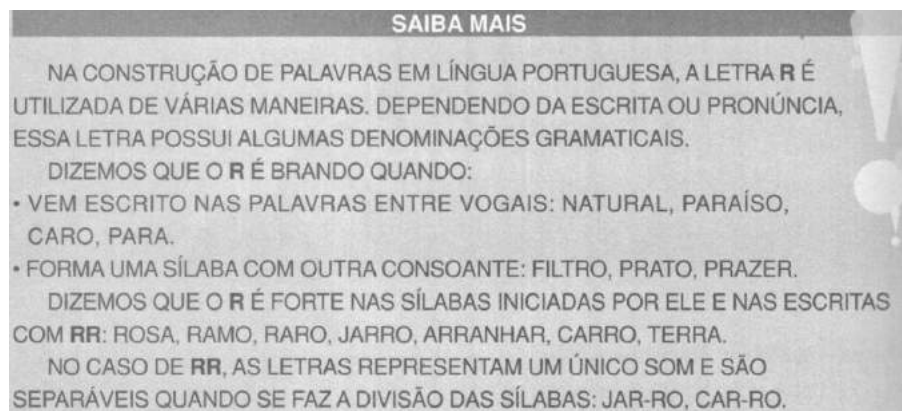 SAIBA MAIS
NA CONSTRUÇÃO DE PALAVRAS EM LÍNGUA PORTUGUESA, A LETRA R É
UTILIZADA DE VÁRIAS MANEIRAS. DEPENDENDO DA ESCRITA OU PRONÚNCIA,
ESSA LETRA POSSUI ALGUMAS DENOMINAÇÕES GRAMATICAIS.
DIZEMOS QUE O R É BRANDO QUANDO:
• VEM ESCRITO NAS PALAVRAS ENTRE VOGAIS: NATURAL, PARAÍSO,
CARO, PARA.
• FORMA UMA SÍLABA COM OUTRA CONSOANTE: FILTRO, PRATO, PRAZER.
DIZEMOS QUE O R É FORTE NAS SÍLABAS INICIADAS POR ELE E NAS ESCRITAS
COM RR: ROSA, RAMO, RARO, JARRO, ARRANHAR, CARRO, TERRA.
NO CASO DE RR, AS LETRAS REPRESENTAM UM ÚNICO SOM E SÃO
SEPARÁVEIS QUANDO SE FAZ A DIVISÃO DAS SÍLABAS: JAR-RO, CAR-RO.